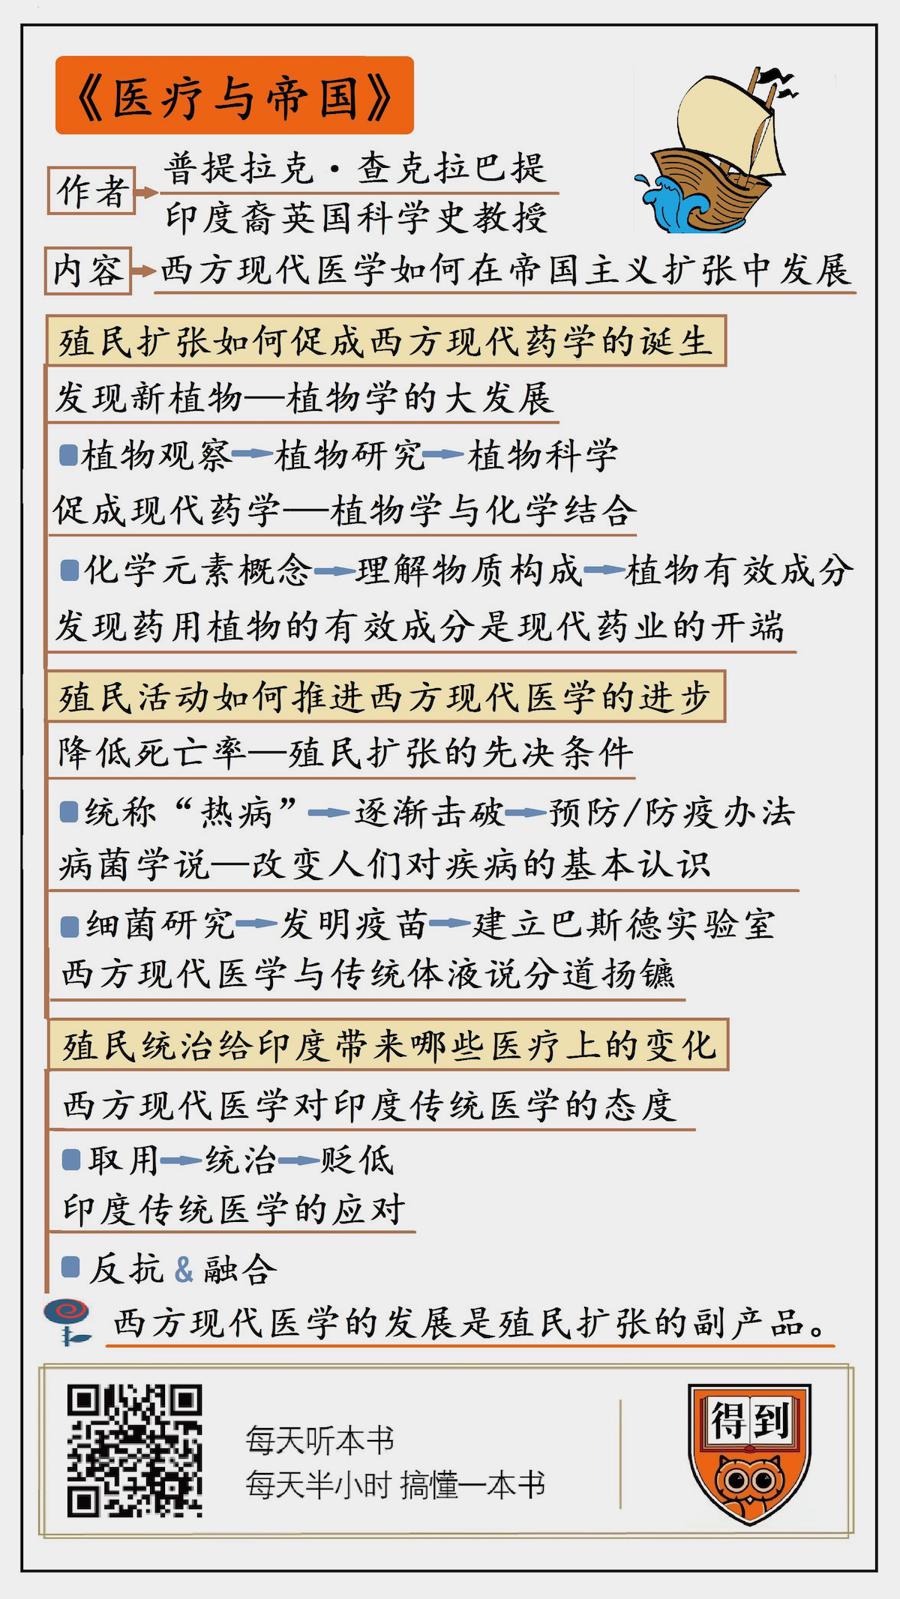 《医疗与帝国》
作者
普提拉克·查克拉巴提
印度裔英国科学史教授
内容
西方现代医学如何在帝国主义扩张中发展
殖民扩张如何促成西方现代药学的诞生
发现新植物—植物学的大发展
植物观察→植物研究→植物科学
促成现代药学—植物学与化学结合
化学元素概念→理解物质构成→植物有效成分
发现药用植物的有效成分是现代药业的开端
殖民活动如何推进西方现代医学的进步
降低死亡率—殖民扩张的先决条件
统称“热病”→逐渐击破→预防/防疫办法
病菌学说—改变人们对疾病的基本认识
细菌研究→发明疫苗→建立巴斯德实验室
西方现代医学与传统体液说分道扬镳
殖民统治给印度带来哪些医疗上的变化
西方现代医学对印度传统医学的态度
取用→统治→贬低
印度传统医学的应对
反抗 & 融合
西方现代医学的发展是殖民扩张的副产品。
每天听本书
每天半小时 搞懂一本书
得到